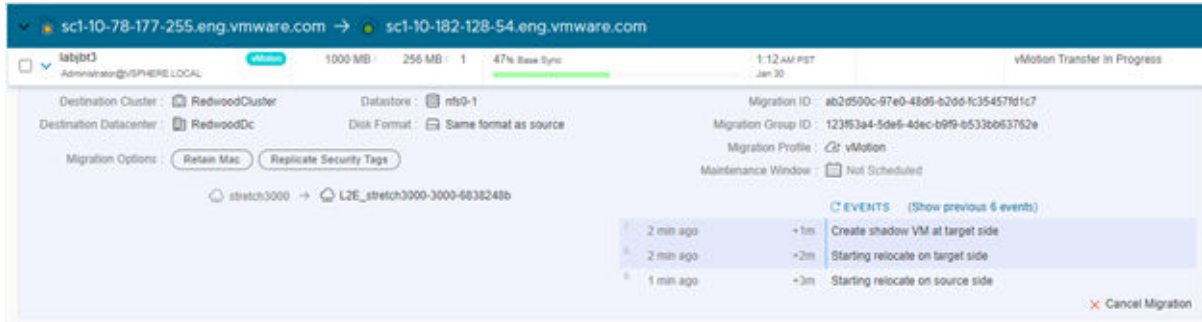 sc1-10-78-177-255.eng.vmware.com → sc1-10-182-128-54.eng.vmware.com
labjbt3 vMotion 1000 MB 256 MB 1 47% Base Sync 1:12 AM PST vMotion Transfer In Progress
Administrator@VSPHERE.LOCAL Jan 30
Destination Cluster : RedwoodCluster Datastore : nfs0-1 Migration ID : ab2d500c-97e0-48d6-b2dd-fc35457fd1c7
Destination Datacenter : RedwoodDc Disk Format : Same format as source Migration Group ID : 123f63a4-5de6-4dec-b9f9-b533bb63762e
Migration Options : Retain Mac Replicate Security Tags Migration Profile : vMotion
Maintenance Window : Not Scheduled
stretch3000 → L2E_stretch3000-3000-6838248b
EVENTS (Show previous 6 events)
2 min ago +1m Create shadow VM at target side
2 min ago +2m Starting relocate on target side
1 min ago +3m Starting relocate on source side
Cancel Migration